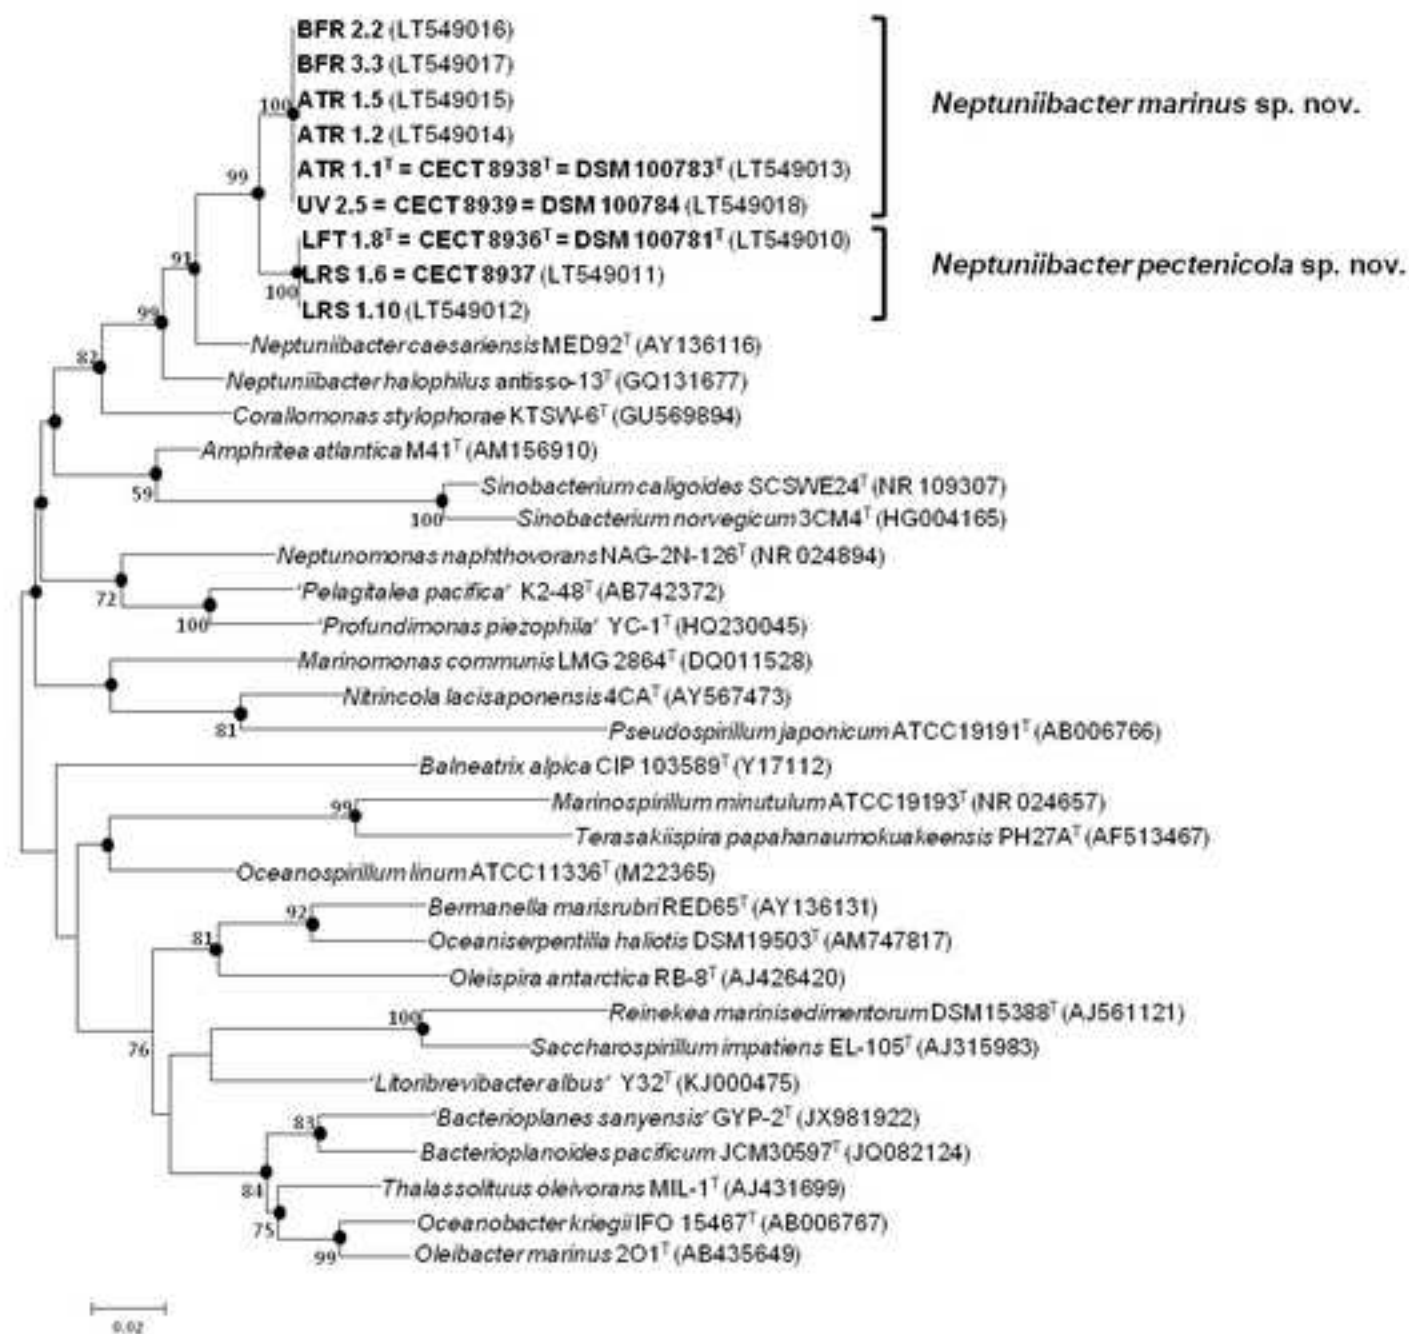 BFR 2.2 (LT549016)
BFR 3.3 (LT549017)
100
ATR 1.5 (LT549015)
Neptuniibacter marinus sp. nov.
ATR 1.2 (LT549014)
ATR 1.1ᵀ = CECT 8938ᵀ = DSM 100783ᵀ (LT549013)
99
UV 2.5 = CECT 8939 = DSM 100784 (LT549018)
LFT 1.8ᵀ = CECT 8936ᵀ = DSM 100781ᵀ (LT549010)
91
LRS 1.6 = CECT 8937 (LT549011)
Neptuniibacter pectenicola sp. nov.
100
LRS 1.10 (LT549012)
99
Neptuniibacter caesariensis MED92ᵀ (AY136116)
82
Neptuniibacter halophilus antisso-13ᵀ (GQ131677)
Corallomonas stylophorae KTSW-6ᵀ (GU569894)
Amphritea atlantica M41ᵀ (AM156910)
59
Sinobacterium caligoides SCSWE24ᵀ (NR 109307)
100
Sinobacterium norvegicum 3CM4ᵀ (HG004165)
Neptunomonas naphthovorans NAG-2N-126ᵀ (NR 024894)
72
'Pelagitalea pacifica' K2-48ᵀ (AB742372)
100
'Profundimonas piezophila' YC-1ᵀ (HQ230045)
Marinomonas communis LMG 2864ᵀ (DQ011528)
Nitrincola lacisaponensis 4CAᵀ (AY567473)
81
Pseudospirillum japonicum ATCC19191ᵀ (AB006766)
Balneatrix alpica CIP 103589ᵀ (Y17112)
99
Marinospirillum minutulum ATCC19193ᵀ (NR 024657)
Terasakiispira papahanaumokuakeensis PH27Aᵀ (AF513467)
Oceanospirillum linum ATCC11336ᵀ (M22365)
92
Bermanella marisrubri RED65ᵀ (AY136131)
81
Oceaniserpentilla haliotis DSM19503ᵀ (AM747817)
Oleispira antarctica RB-8ᵀ (AJ426420)
100
Reinekea marinisedimentorum DSM15388ᵀ (AJ561121)
76
Saccharospirillum impatiens EL-105ᵀ (AJ315983)
'Litoribrevibacter albus' Y32ᵀ (KJ000475)
83
'Bacterioplanes sanyensis' GYP-2ᵀ (JX981922)
Bacterioplanoides pacificum JCM30597ᵀ (JQ082124)
84
Thalassolituus oleivorans MIL-1ᵀ (AJ431699)
75
Oceanobacter kriegii IFO 15467ᵀ (AB006767)
99
Oleibacter marinus 2O1ᵀ (AB435649)
0.02